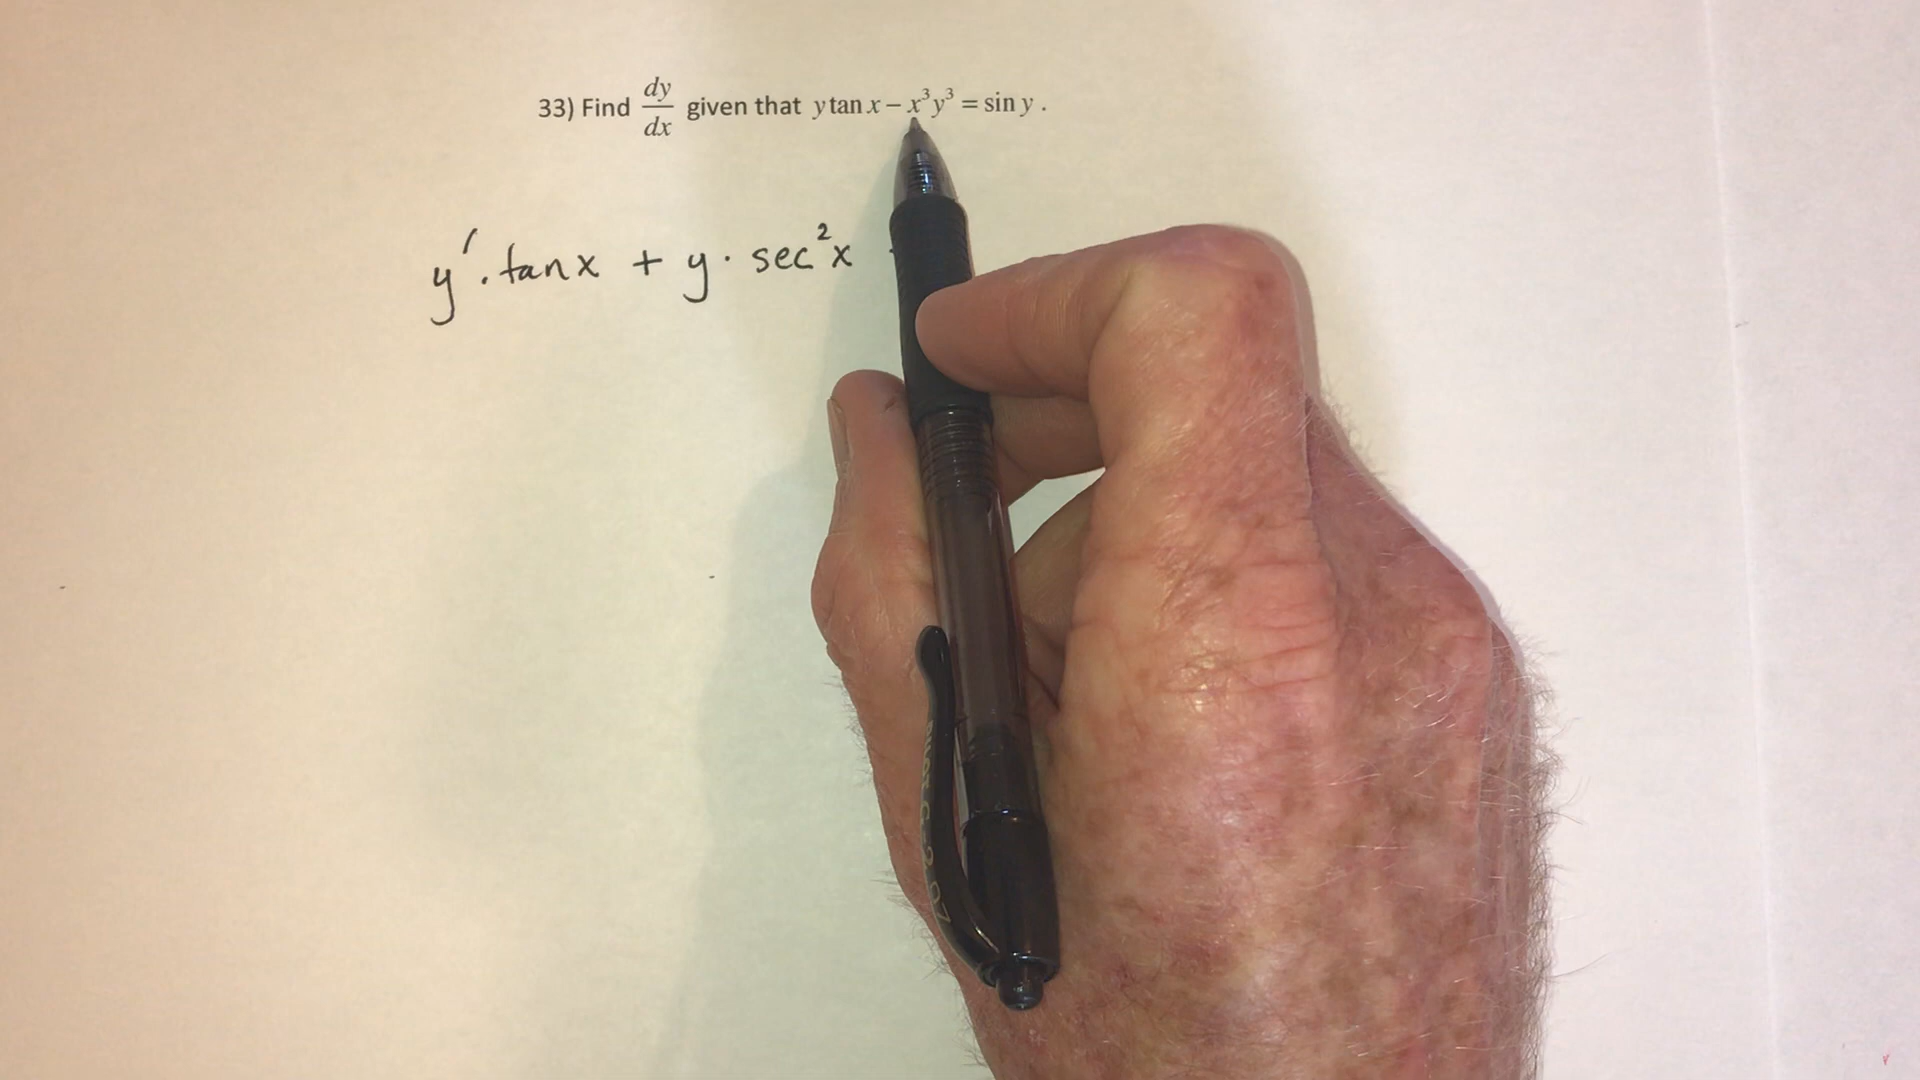 33) Find dy/dx given that y tan x − x³y³ = sin y .
y′ · tan x + y · sec²x